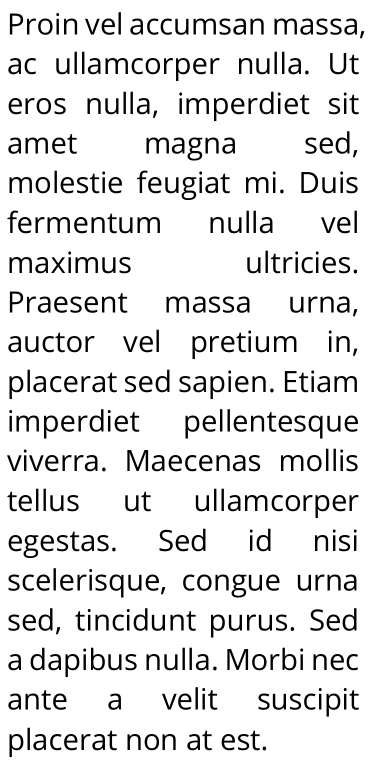 Proin vel accumsan massa,
ac ullamcorper nulla. Ut
eros nulla, imperdiet sit
amet magna sed,
molestie feugiat mi. Duis
fermentum nulla vel
maximus ultricies.
Praesent massa urna,
auctor vel pretium in,
placerat sed sapien. Etiam
imperdiet pellentesque
viverra. Maecenas mollis
tellus ut ullamcorper
egestas. Sed id nisi
scelerisque, congue urna
sed, tincidunt purus. Sed
a dapibus nulla. Morbi nec
ante a velit suscipit
placerat non at est.